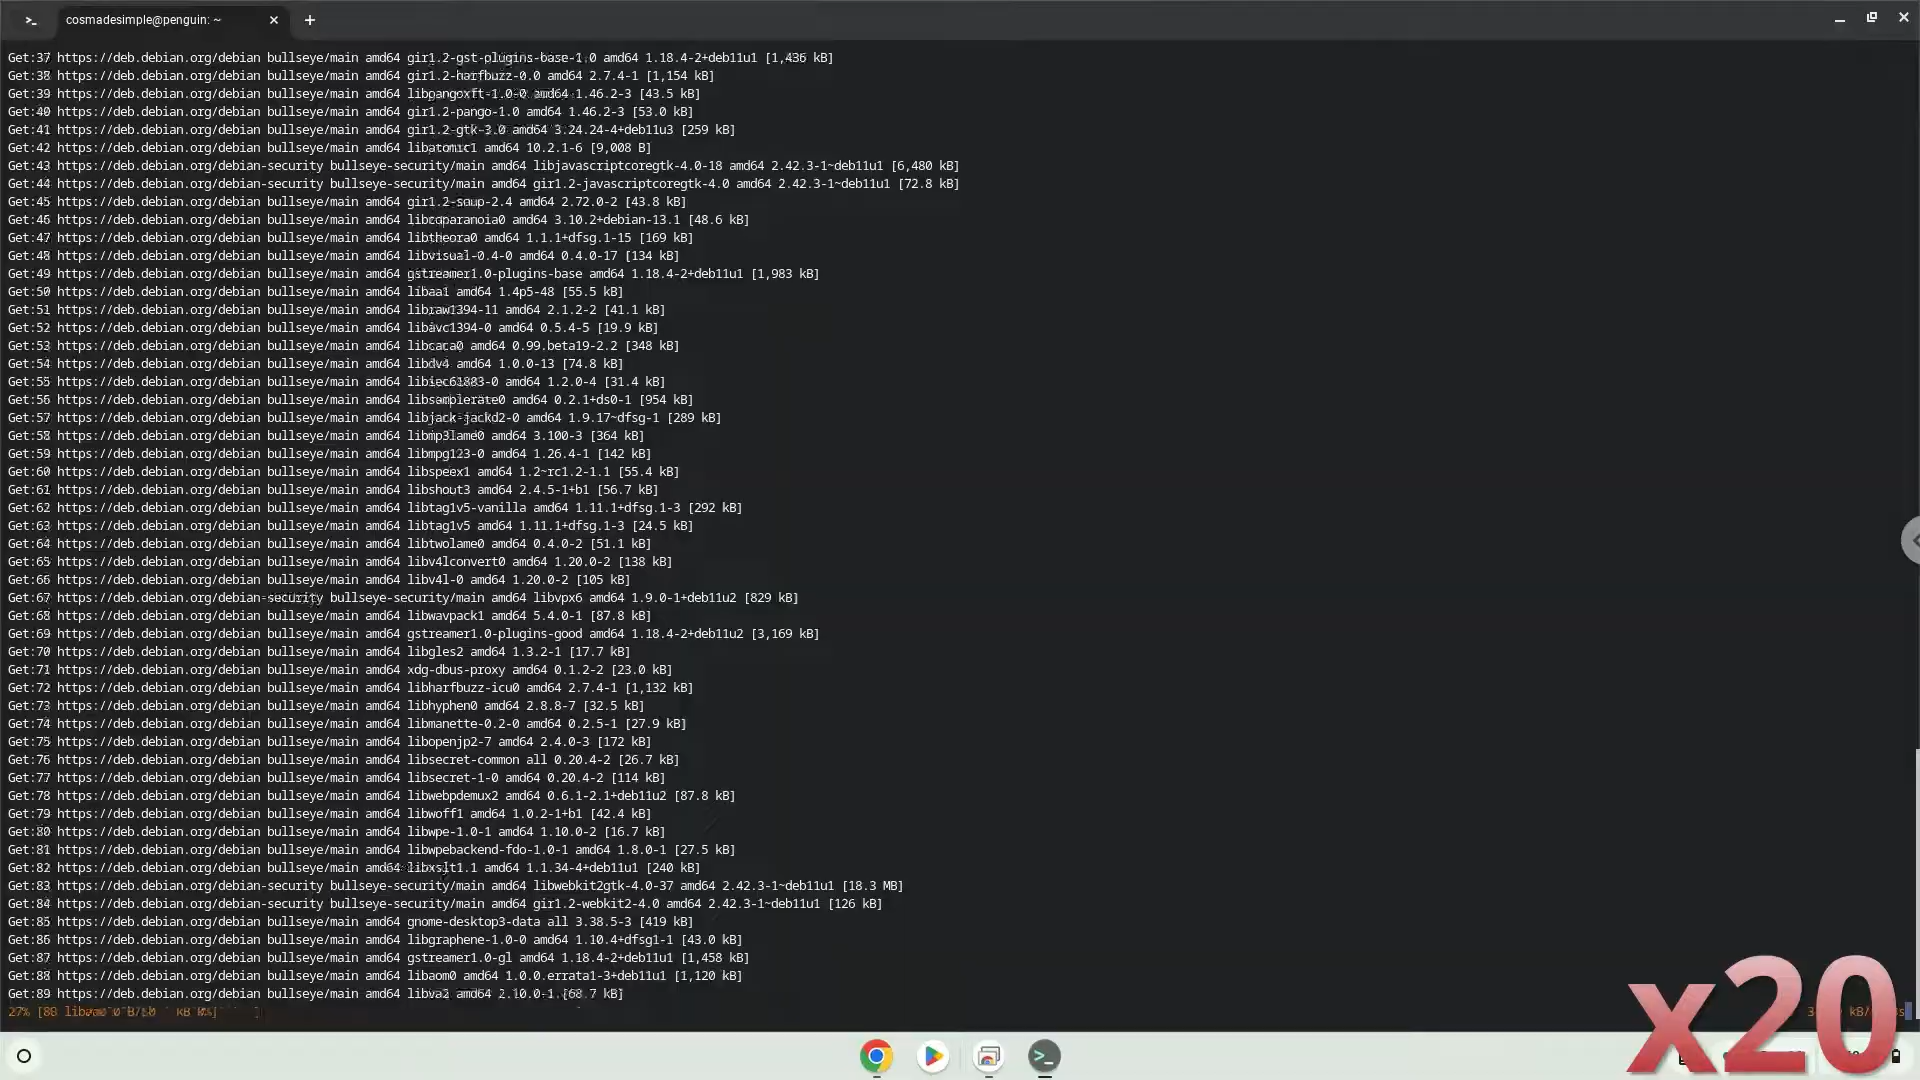 cosmadesimple@penguin: ~
Get:37 https://deb.debian.org/debian bullseye/main amd64 gir1.2-gst-plugins-base-1.0 amd64 1.18.4-2+deb11u1 [1,436 kB]
Get:38 https://deb.debian.org/debian bullseye/main amd64 gir1.2-harfbuzz-0.0 amd64 2.7.4-1 [1,154 kB]
Get:39 https://deb.debian.org/debian bullseye/main amd64 libpangoxft-1.0-0 amd64 1.46.2-3 [43.5 kB]
Get:40 https://deb.debian.org/debian bullseye/main amd64 gir1.2-pango-1.0 amd64 1.46.2-3 [53.0 kB]
Get:41 https://deb.debian.org/debian bullseye/main amd64 gir1.2-gtk-3.0 amd64 3.24.24-4+deb11u3 [259 kB]
Get:42 https://deb.debian.org/debian bullseye/main amd64 libatomic1 amd64 10.2.1-6 [9,008 B]
Get:43 https://deb.debian.org/debian-security bullseye-security/main amd64 libjavascriptcoregtk-4.0-18 amd64 2.42.3-1~deb11u1 [6,480 kB]
Get:44 https://deb.debian.org/debian-security bullseye-security/main amd64 gir1.2-javascriptcoregtk-4.0 amd64 2.42.3-1~deb11u1 [72.8 kB]
Get:45 https://deb.debian.org/debian bullseye/main amd64 gir1.2-soup-2.4 amd64 2.72.0-2 [43.8 kB]
Get:46 https://deb.debian.org/debian bullseye/main amd64 libcdparanoia0 amd64 3.10.2+debian-13.1 [48.6 kB]
Get:47 https://deb.debian.org/debian bullseye/main amd64 libtheora0 amd64 1.1.1+dfsg.1-15 [169 kB]
Get:48 https://deb.debian.org/debian bullseye/main amd64 libvisual-0.4-0 amd64 0.4.0-17 [134 kB]
Get:49 https://deb.debian.org/debian bullseye/main amd64 gstreamer1.0-plugins-base amd64 1.18.4-2+deb11u1 [1,983 kB]
Get:50 https://deb.debian.org/debian bullseye/main amd64 libaa1 amd64 1.4p5-48 [55.5 kB]
Get:51 https://deb.debian.org/debian bullseye/main amd64 libraw1394-11 amd64 2.1.2-2 [41.1 kB]
Get:52 https://deb.debian.org/debian bullseye/main amd64 libavc1394-0 amd64 0.5.4-5 [19.9 kB]
Get:53 https://deb.debian.org/debian bullseye/main amd64 libcaca0 amd64 0.99.beta19-2.2 [348 kB]
Get:54 https://deb.debian.org/debian bullseye/main amd64 libdv4 amd64 1.0.0-13 [74.8 kB]
Get:55 https://deb.debian.org/debian bullseye/main amd64 libiec61883-0 amd64 1.2.0-4 [31.4 kB]
Get:56 https://deb.debian.org/debian bullseye/main amd64 libsamplerate0 amd64 0.2.1+ds0-1 [954 kB]
Get:57 https://deb.debian.org/debian bullseye/main amd64 libjack-jackd2-0 amd64 1.9.17~dfsg-1 [289 kB]
Get:58 https://deb.debian.org/debian bullseye/main amd64 libmp3lame0 amd64 3.100-3 [364 kB]
Get:59 https://deb.debian.org/debian bullseye/main amd64 libmpg123-0 amd64 1.26.4-1 [142 kB]
Get:60 https://deb.debian.org/debian bullseye/main amd64 libspeex1 amd64 1.2~rc1.2-1.1 [55.4 kB]
Get:61 https://deb.debian.org/debian bullseye/main amd64 libshout3 amd64 2.4.5-1+b1 [56.7 kB]
Get:62 https://deb.debian.org/debian bullseye/main amd64 libtag1v5-vanilla amd64 1.11.1+dfsg.1-3 [292 kB]
Get:63 https://deb.debian.org/debian bullseye/main amd64 libtag1v5 amd64 1.11.1+dfsg.1-3 [24.5 kB]
Get:64 https://deb.debian.org/debian bullseye/main amd64 libtwolame0 amd64 0.4.0-2 [51.1 kB]
Get:65 https://deb.debian.org/debian bullseye/main amd64 libv4lconvert0 amd64 1.20.0-2 [138 kB]
Get:66 https://deb.debian.org/debian bullseye/main amd64 libv4l-0 amd64 1.20.0-2 [105 kB]
Get:67 https://deb.debian.org/debian-security bullseye-security/main amd64 libvpx6 amd64 1.9.0-1+deb11u2 [829 kB]
Get:68 https://deb.debian.org/debian bullseye/main amd64 libwavpack1 amd64 5.4.0-1 [87.8 kB]
Get:69 https://deb.debian.org/debian bullseye/main amd64 gstreamer1.0-plugins-good amd64 1.18.4-2+deb11u2 [3,169 kB]
Get:70 https://deb.debian.org/debian bullseye/main amd64 libgles2 amd64 1.3.2-1 [17.7 kB]
Get:71 https://deb.debian.org/debian bullseye/main amd64 xdg-dbus-proxy amd64 0.1.2-2 [23.0 kB]
Get:72 https://deb.debian.org/debian bullseye/main amd64 libharfbuzz-icu0 amd64 2.7.4-1 [1,132 kB]
Get:73 https://deb.debian.org/debian bullseye/main amd64 libhyphen0 amd64 2.8.8-7 [32.5 kB]
Get:74 https://deb.debian.org/debian bullseye/main amd64 libmanette-0.2-0 amd64 0.2.5-1 [27.9 kB]
Get:75 https://deb.debian.org/debian bullseye/main amd64 libopenjp2-7 amd64 2.4.0-3 [172 kB]
Get:76 https://deb.debian.org/debian bullseye/main amd64 libsecret-common all 0.20.4-2 [26.7 kB]
Get:77 https://deb.debian.org/debian bullseye/main amd64 libsecret-1-0 amd64 0.20.4-2 [114 kB]
Get:78 https://deb.debian.org/debian bullseye/main amd64 libwebpdemux2 amd64 0.6.1-2.1+deb11u2 [87.8 kB]
Get:79 https://deb.debian.org/debian bullseye/main amd64 libwoff1 amd64 1.0.2-1+b1 [42.4 kB]
Get:80 https://deb.debian.org/debian bullseye/main amd64 libwpe-1.0-1 amd64 1.10.0-2 [16.7 kB]
Get:81 https://deb.debian.org/debian bullseye/main amd64 libwpebackend-fdo-1.0-1 amd64 1.8.0-1 [27.5 kB]
Get:82 https://deb.debian.org/debian bullseye/main amd64 libxslt1.1 amd64 1.1.34-4+deb11u1 [240 kB]
Get:83 https://deb.debian.org/debian-security bullseye-security/main amd64 libwebkit2gtk-4.0-37 amd64 2.42.3-1~deb11u1 [18.3 MB]
Get:84 https://deb.debian.org/debian-security bullseye-security/main amd64 gir1.2-webkit2-4.0 amd64 2.42.3-1~deb11u1 [126 kB]
Get:85 https://deb.debian.org/debian bullseye/main amd64 gnome-desktop3-data all 3.38.5-3 [419 kB]
Get:86 https://deb.debian.org/debian bullseye/main amd64 libgraphene-1.0-0 amd64 1.10.4+dfsg1-1 [43.0 kB]
Get:87 https://deb.debian.org/debian bullseye/main amd64 gstreamer1.0-gl amd64 1.18.4-2+deb11u1 [1,458 kB]
Get:88 https://deb.debian.org/debian bullseye/main amd64 libaom0 amd64 1.0.0.errata1-3+deb11u1 [1,120 kB]
Get:89 https://deb.debian.org/debian bullseye/main amd64 libva2 amd64 2.10.0-1 [68.7 kB]
27% [88 libaom0
x20